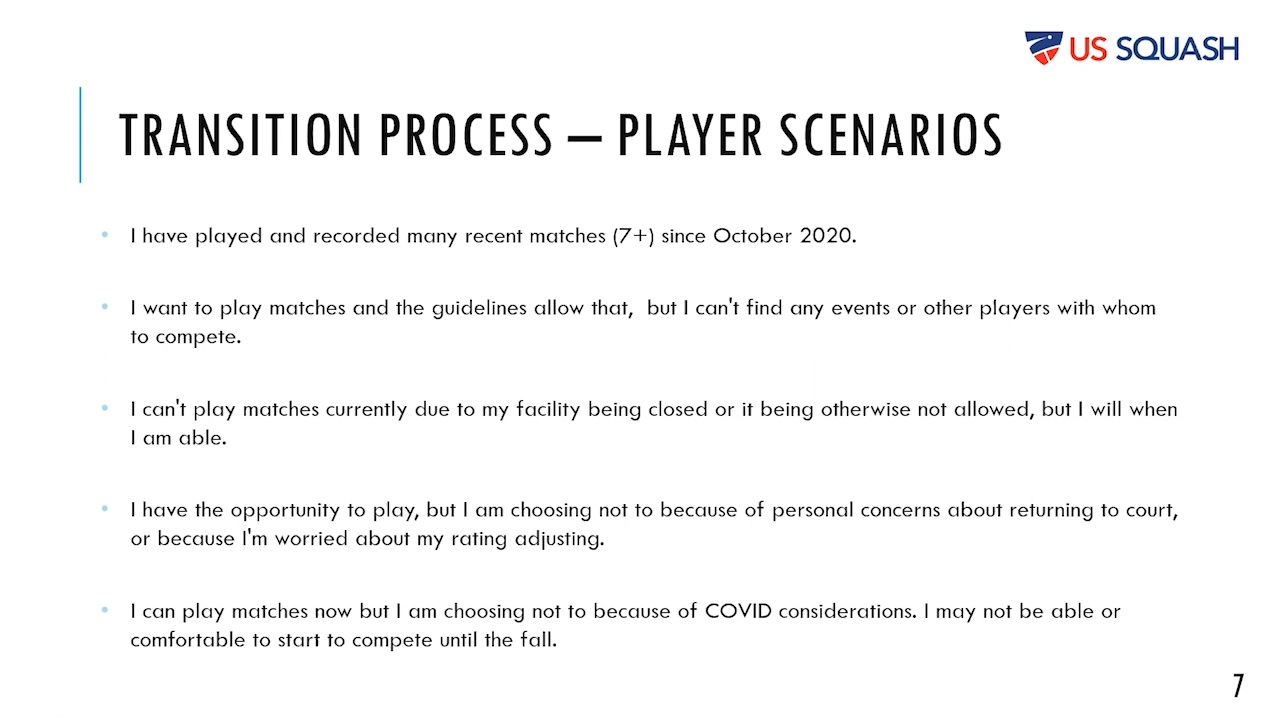 US SQUASH
TRANSITION PROCESS – PLAYER SCENARIOS
• I have played and recorded many recent matches (7+) since October 2020.
• I want to play matches and the guidelines allow that,  but I can't find any events or other players with whom
to compete.
• I can't play matches currently due to my facility being closed or it being otherwise not allowed, but I will when
I am able.
• I have the opportunity to play, but I am choosing not to because of personal concerns about returning to court,
or because I'm worried about my rating adjusting.
• I can play matches now but I am choosing not to because of COVID considerations. I may not be able or
comfortable to start to compete until the fall.
7